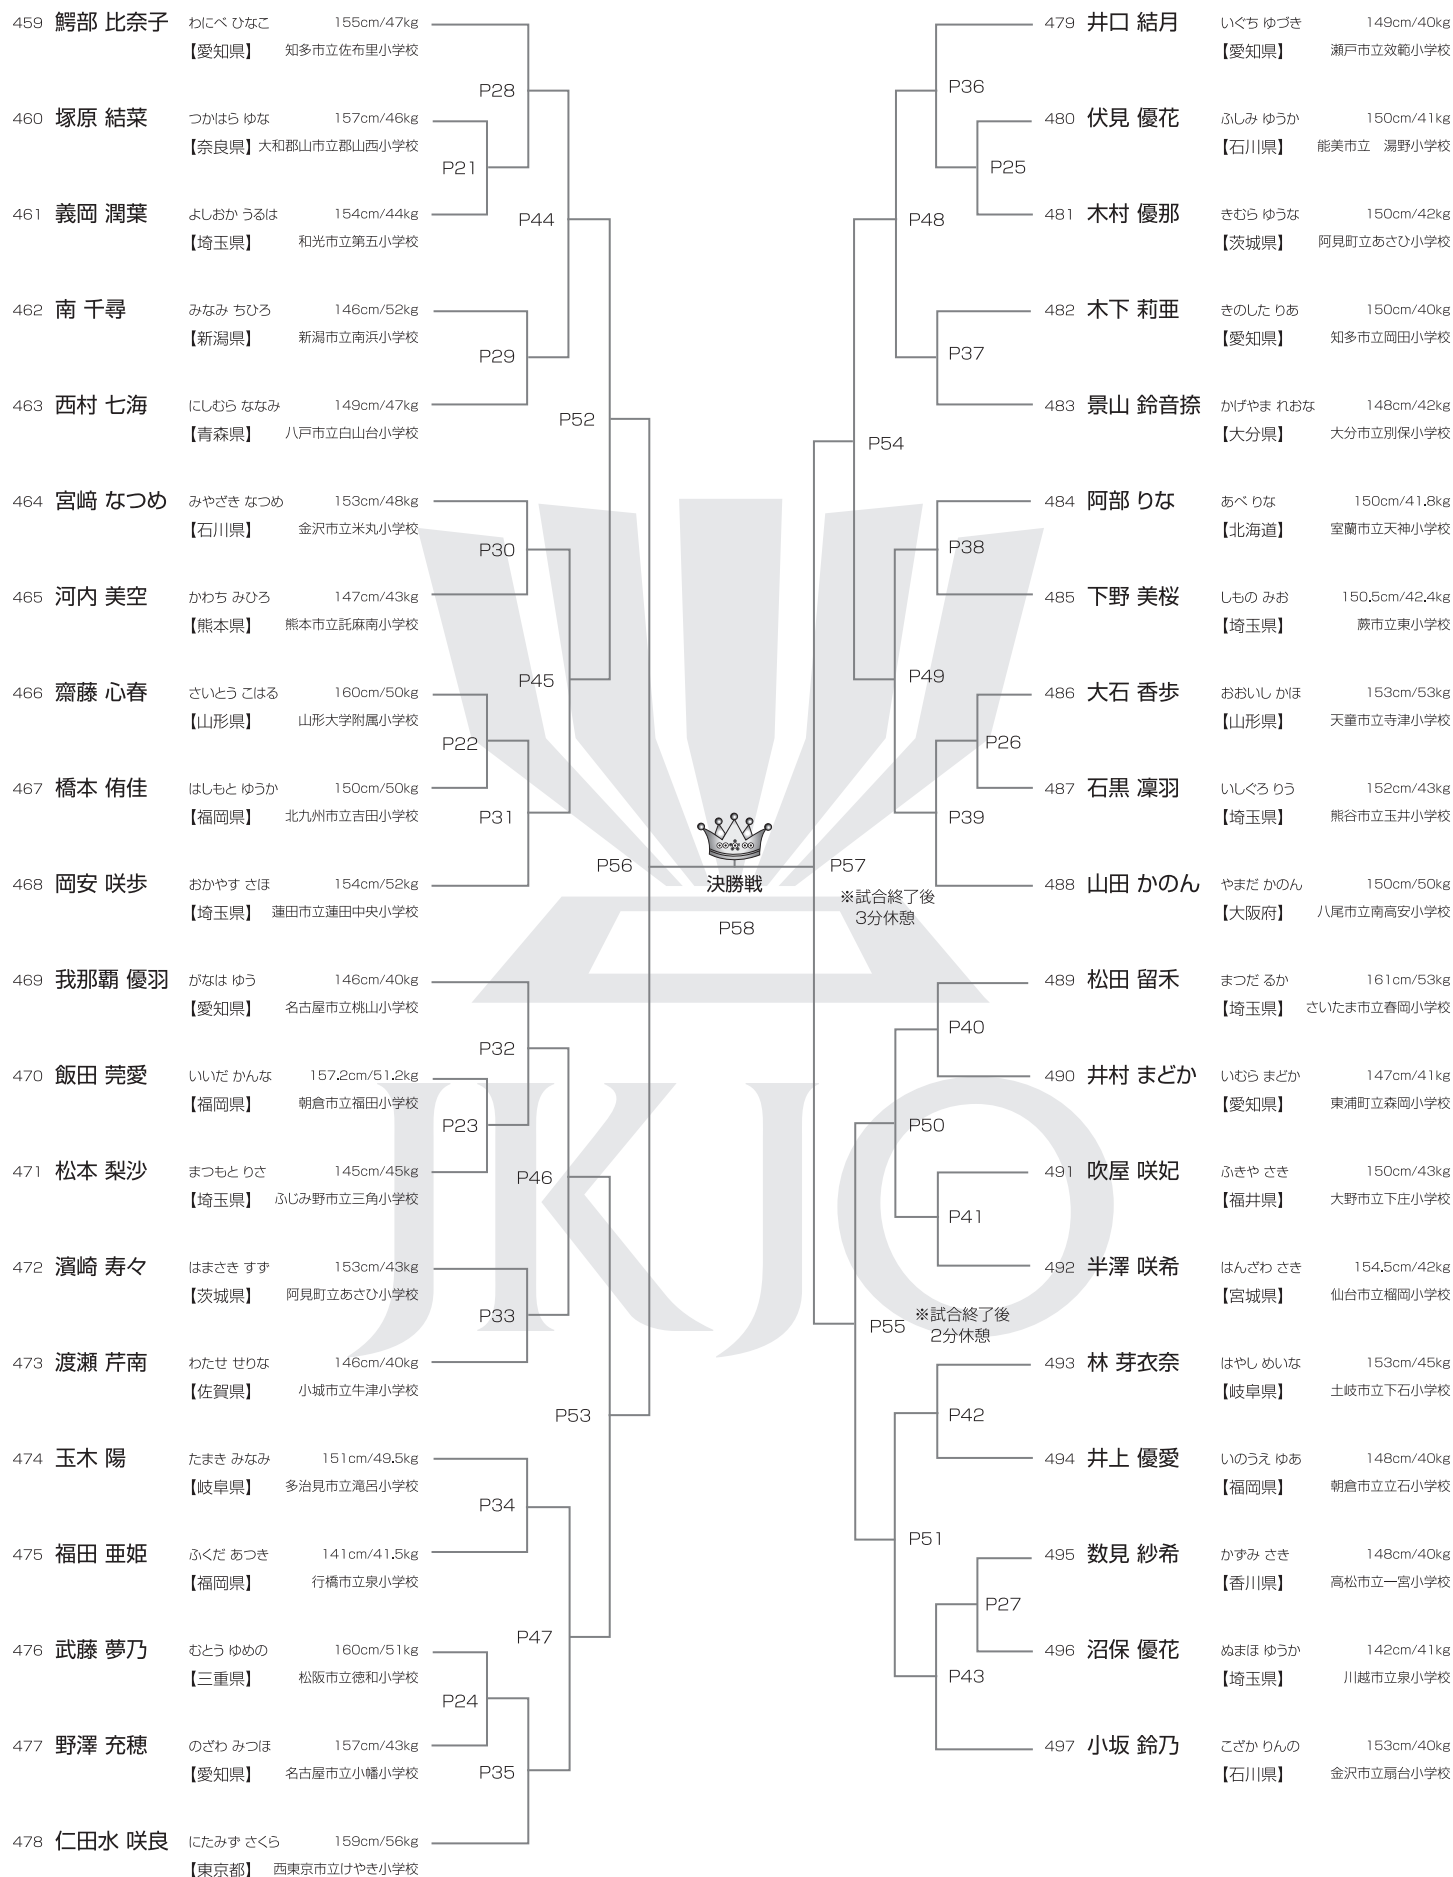 459 鰐部 比奈子 わにべ ひなこ 155cm/47kg
【愛知県】 知多市立佐布里小学校
P28
460 塚原 結菜 つかはら ゆな 157cm/46kg
【奈良県】 大和郡山市立郡山西小学校
P21
461 義岡 潤葉 よしおか うるは 154cm/44kg
【埼玉県】 和光市立第五小学校
P44
462 南 千尋 みなみ ちひろ 146cm/52kg
【新潟県】 新潟市立南浜小学校
P29
463 西村 七海 にしむら ななみ 149cm/47kg
【青森県】 八戸市立白山台小学校
P52
464 宮﨑 なつめ みやざき なつめ 153cm/48kg
【石川県】 金沢市立米丸小学校
P30
465 河内 美空 かわち みひろ 147cm/43kg
【熊本県】 熊本市立託麻南小学校
P45
466 齋藤 心春 さいとう こはる 160cm/50kg
【山形県】 山形大学附属小学校
P22
467 橋本 侑佳 はしもと ゆうか 150cm/50kg
【福岡県】 北九州市立吉田小学校
P31
468 岡安 咲歩 おかやす さほ 154cm/52kg
【埼玉県】 蓮田市立蓮田中央小学校
P56
469 我那覇 優羽 がなは ゆう 146cm/40kg
【愛知県】 名古屋市立桃山小学校
P32
470 飯田 莞愛 いいだ かんな 157.2cm/51.2kg
【福岡県】 朝倉市立福田小学校
P23
471 松本 梨沙 まつもと りさ 145cm/45kg
【埼玉県】 ふじみ野市立三角小学校
P46
472 濱崎 寿々 はまさき すず 153cm/43kg
【茨城県】 阿見町立あさひ小学校
P33
473 渡瀬 芹南 わたせ せりな 146cm/40kg
【佐賀県】 小城市立牛津小学校
P53
474 玉木 陽 たまき みなみ 151cm/49.5kg
【岐阜県】 多治見市立滝呂小学校
P34
475 福田 亜姫 ふくだ あつき 141cm/41.5kg
【福岡県】 行橋市立泉小学校
P47
476 武藤 夢乃 むとう ゆめの 160cm/51kg
【三重県】 松阪市立徳和小学校
P24
477 野澤 充穂 のざわ みつほ 157cm/43kg
【愛知県】 名古屋市立小幡小学校
P35
478 仁田水 咲良 にたみず さくら 159cm/56kg
【東京都】 西東京市立けやき小学校
決勝戦
P58
JKJO
479 井口 結月 いぐち ゆづき 149cm/40kg
【愛知県】 瀬戸市立效範小学校
P36
480 伏見 優花 ふしみ ゆうか 150cm/41kg
【石川県】 能美市立 湯野小学校
P25
481 木村 優那 きむら ゆうな 150cm/42kg
【茨城県】 阿見町立あさひ小学校
P48
482 木下 莉亜 きのした りあ 150cm/40kg
【愛知県】 知多市立岡田小学校
P37
483 景山 鈴音捺 かげやま れおな 148cm/42kg
【大分県】 大分市立別保小学校
P54
484 阿部 りな あべ りな 150cm/41.8kg
【北海道】 室蘭市立天神小学校
P38
485 下野 美桜 しもの みお 150.5cm/42.4kg
【埼玉県】 蕨市立東小学校
P49
486 大石 香歩 おおいし かほ 153cm/53kg
【山形県】 天童市立寺津小学校
P26
487 石黒 凜羽 いしぐろ りう 152cm/43kg
【埼玉県】 熊谷市立玉井小学校
P39
488 山田 かのん やまだ かのん 150cm/50kg
【大阪府】 八尾市立南高安小学校
P57
※試合終了後
3分休憩
489 松田 留禾 まつだ るか 161cm/53kg
【埼玉県】 さいたま市立春岡小学校
P40
490 井村 まどか いむら まどか 147cm/41kg
【愛知県】 東浦町立森岡小学校
P50
491 吹屋 咲妃 ふきや さき 150cm/43kg
【福井県】 大野市立下庄小学校
P41
492 半澤 咲希 はんざわ さき 154.5cm/42kg
【宮城県】 仙台市立榴岡小学校
P55
※試合終了後
2分休憩
493 林 芽衣奈 はやし めいな 153cm/45kg
【岐阜県】 土岐市立下石小学校
P42
494 井上 優愛 いのうえ ゆあ 148cm/40kg
【福岡県】 朝倉市立立石小学校
P51
495 数見 紗希 かずみ さき 148cm/40kg
【香川県】 高松市立一宮小学校
P27
496 沼保 優花 ぬまほ ゆうか 142cm/41kg
【埼玉県】 川越市立泉小学校
P43
497 小坂 鈴乃 こざか りんの 153cm/40kg
【石川県】 金沢市立扇台小学校